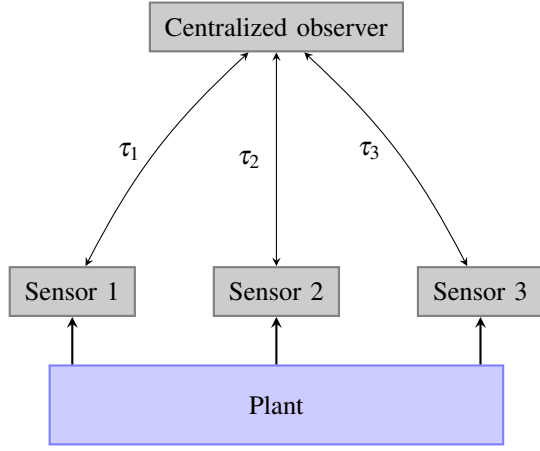 Centralized observer
τ1
τ2
τ3
Sensor 1
Sensor 2
Sensor 3
Plant